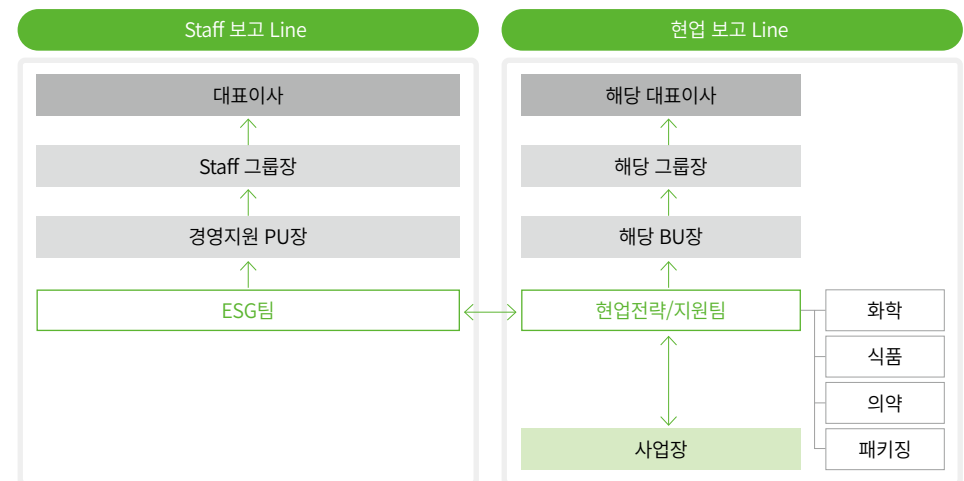 Staff 보고 Line
대표이사
Staff 그룹장
경영지원 PU장
ESG팀
현업 보고 Line
해당 대표이사
해당 그룹장
해당 BU장
현업전략/지원팀
사업장
화학
식품
의약
패키징